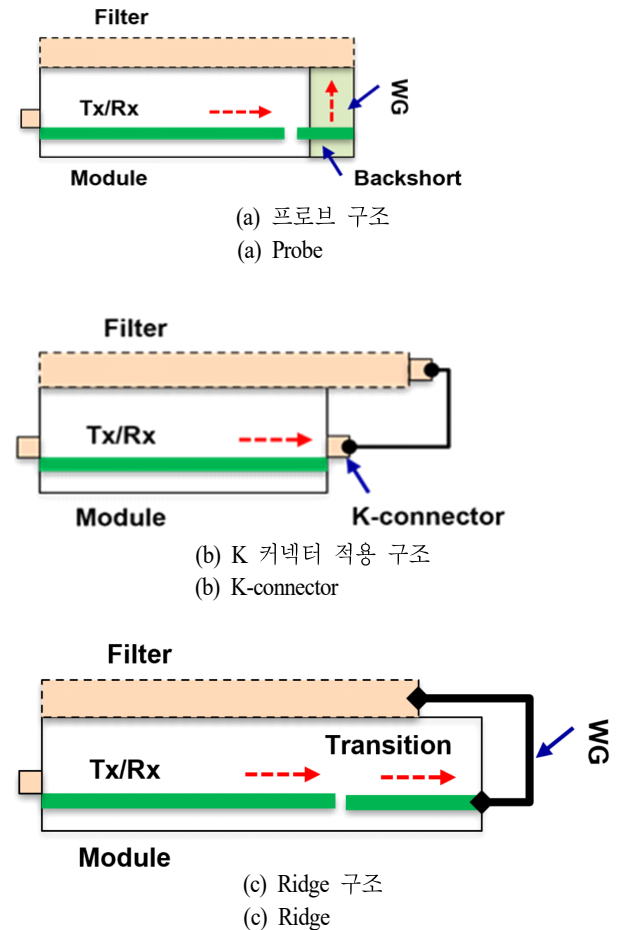 Filter
Tx/Rx
WG
Module
Backshort
(a) 프로브 구조
(a) Probe
Filter
Tx/Rx
Module
K-connector
(b) K 커넥터 적용 구조
(b) K-connector
Filter
Transition
Tx/Rx
WG
Module
(c) Ridge 구조
(c) Ridge